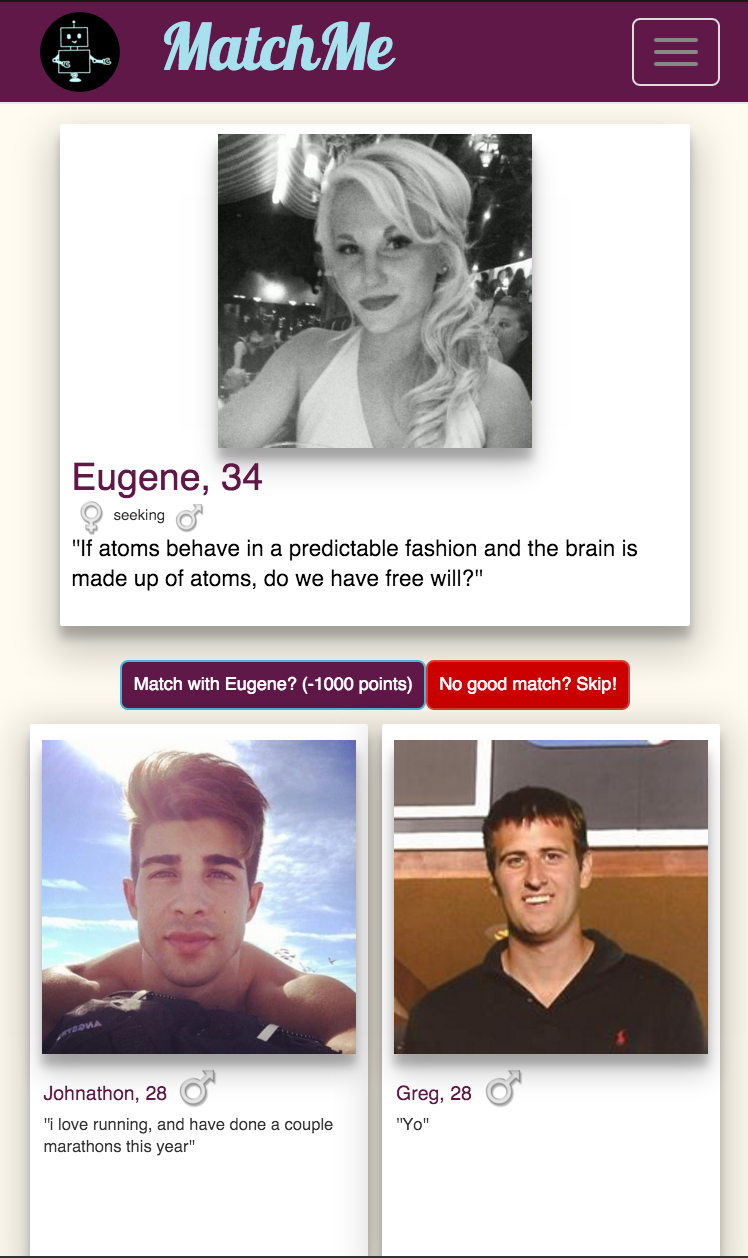 MatchMe
Eugene, 34
seeking
"If atoms behave in a predictable fashion and the brain is
made up of atoms, do we have free will?"
Match with Eugene? (-1000 points)
No good match? Skip!
Johnathon, 28
"i love running, and have done a couple
marathons this year"
Greg, 28
"Yo"